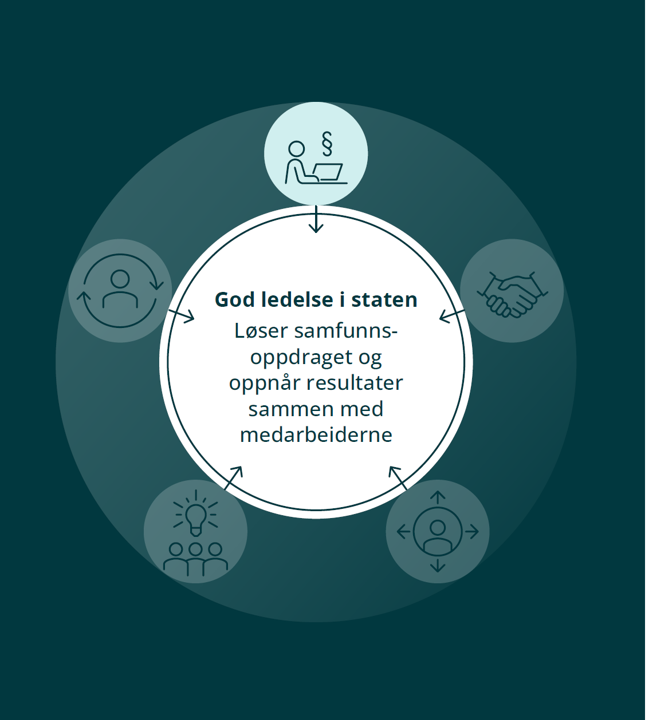 §
God ledelse i staten
Løser samfunns-
oppdraget og
oppnår resultater
sammen med
medarbeiderne